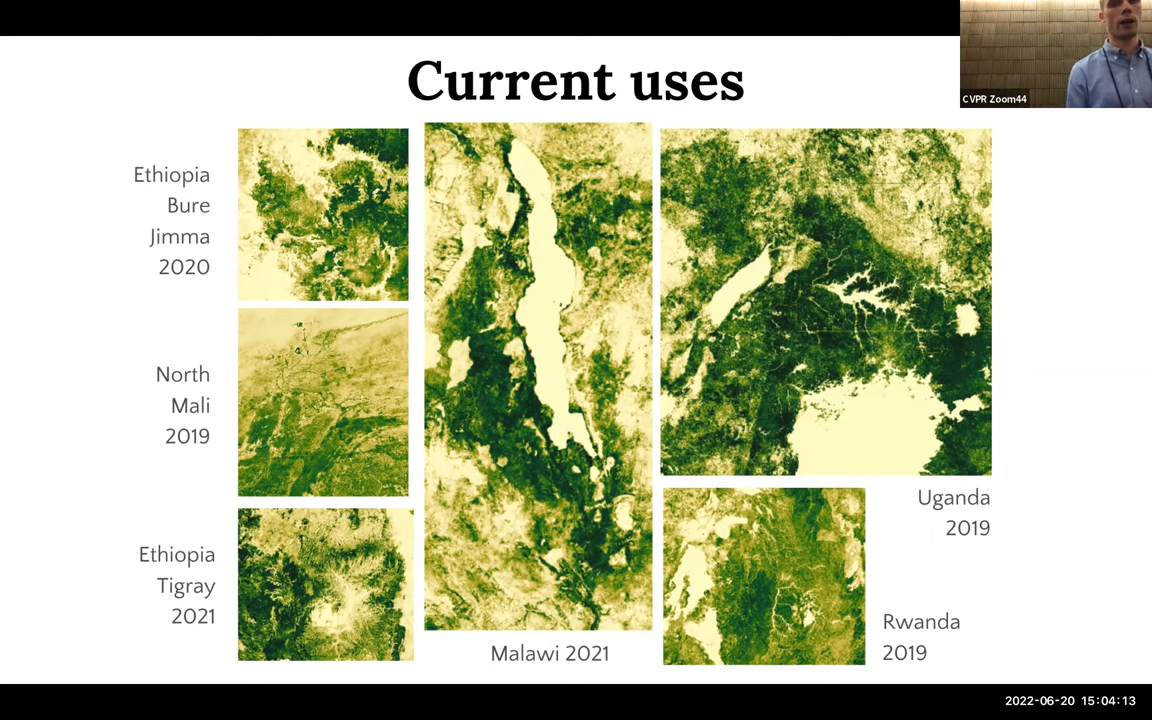 CVPR Zoom44
Current uses
Ethiopia
Bure
Jimma
2020
North
Mali
2019
Ethiopia
Tigray
2021
Malawi 2021
Uganda
2019
Rwanda
2019
2022-06-20 15:04:13